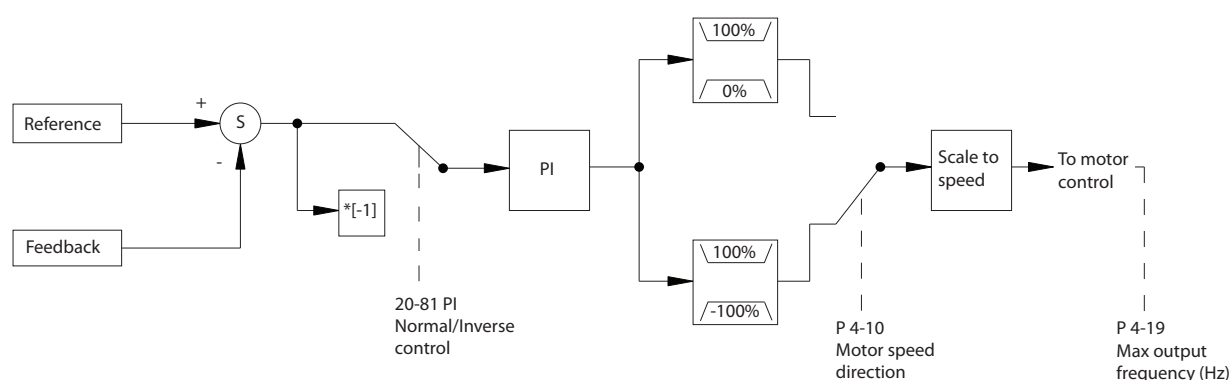 100%
0%
+
Reference
S
-
PI
Scale to
speed
To motor
control
*[-1]
Feedback
100%
-100%
20-81 PI
Normal/Inverse
control
P 4-10
Motor speed
direction
P 4-19
Max output
frequency (Hz)